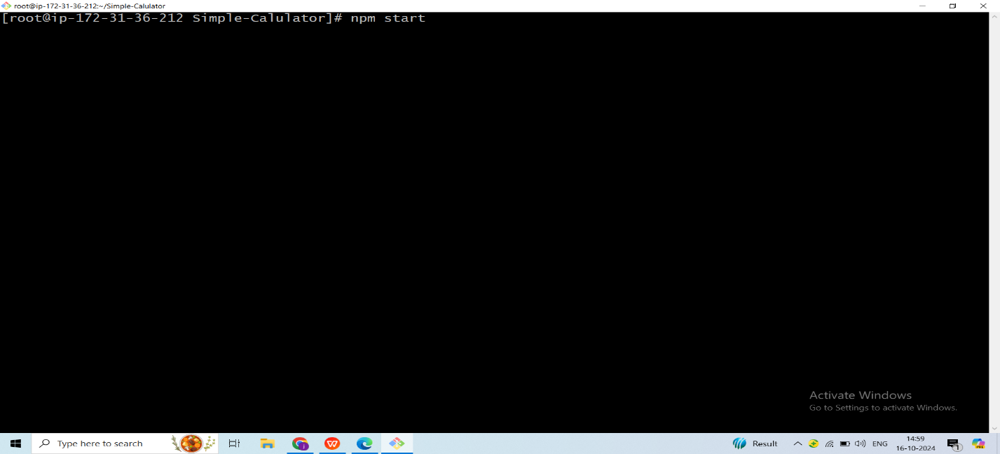 root@ip-172-31-36-212:~/Simple-Calulator
[root@ip-172-31-36-212 Simple-Calulator]# npm start
Activate Windows
Go to Settings to activate Windows.
Type here to search
Result
ENG
14:59
16-10-2024
1